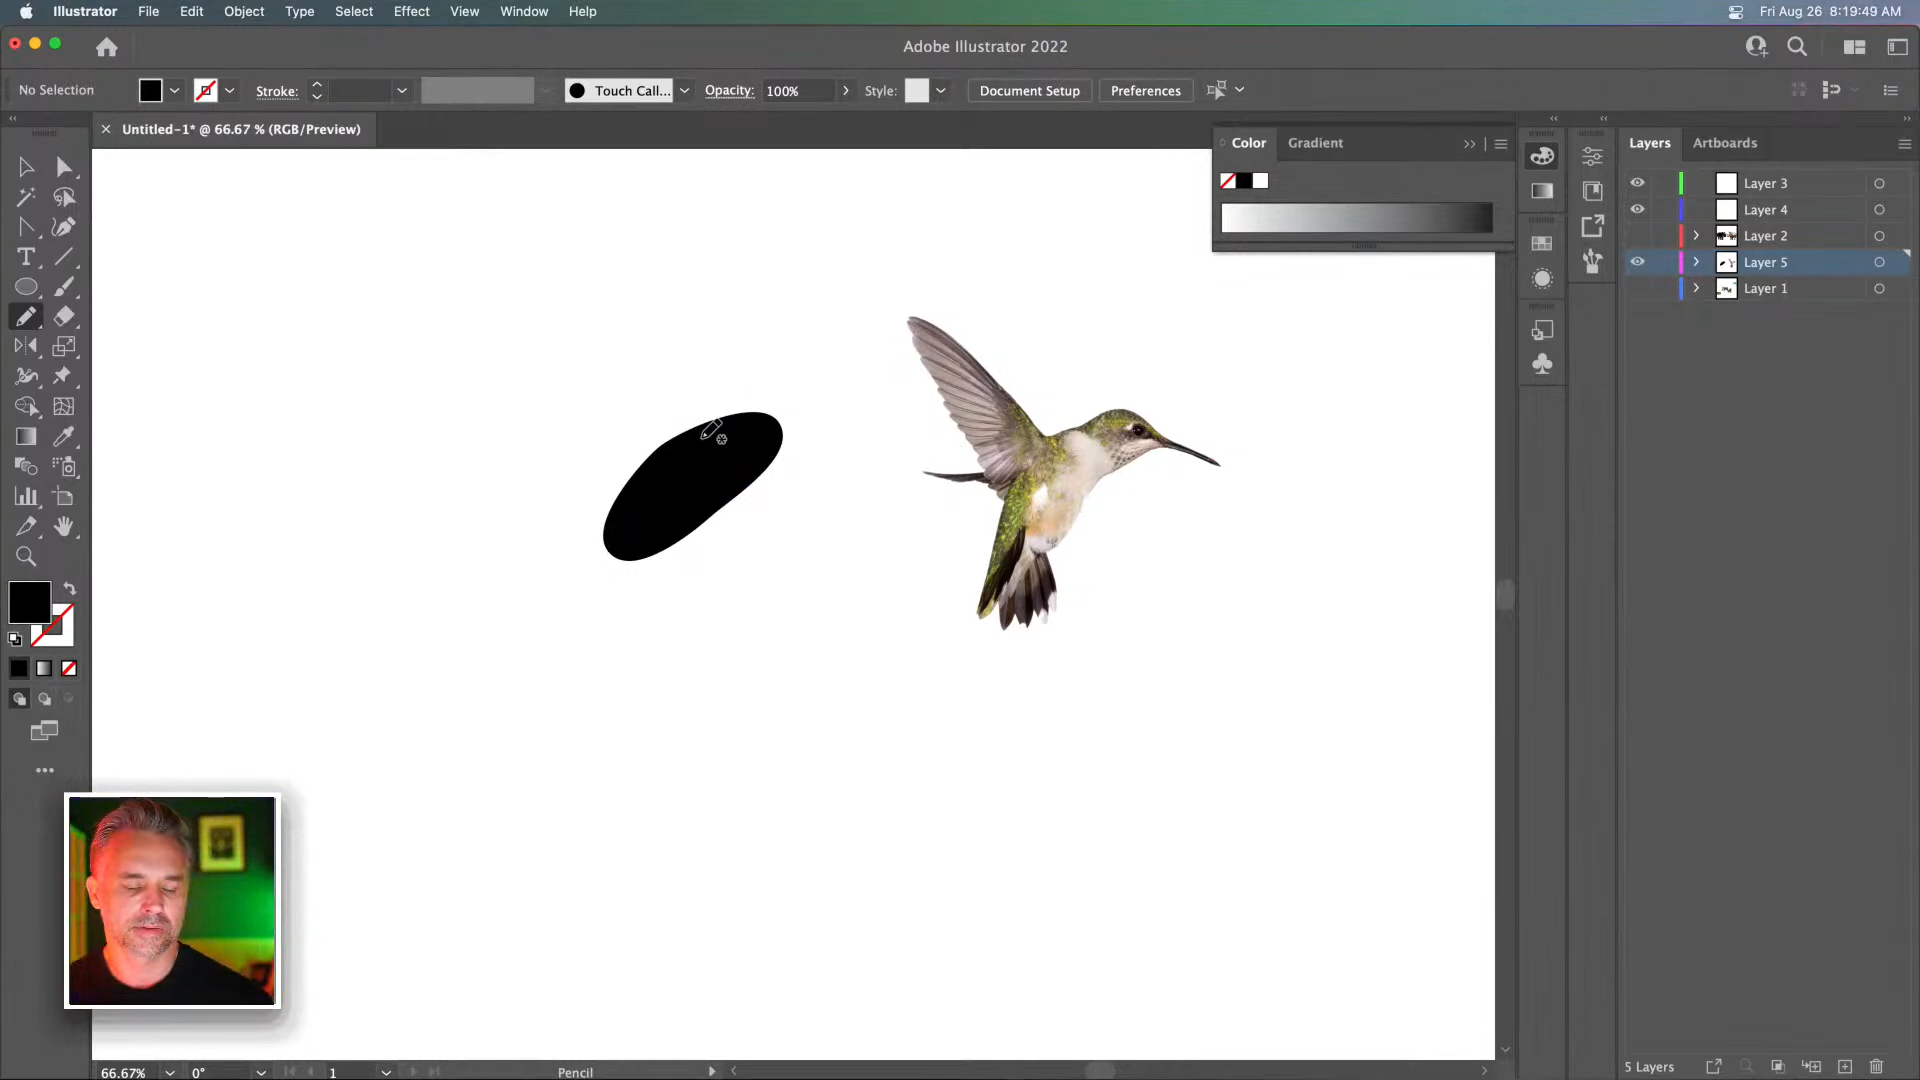 Illustrator File Edit Object Type Select Effect View Window Help
Fri Aug 26 8:19:49 AM
Adobe Illustrator 2022
No Selection
Stroke:
Touch Call...
Opacity: 100%
Style:
Document Setup
Preferences
Untitled-1* @ 66.67 % (RGB/Preview)
Color
Gradient
Layers
Artboards
Layer 3
Layer 4
Layer 2
Layer 5
Layer 1
5 Layers
66.67%
0°
1
Pencil